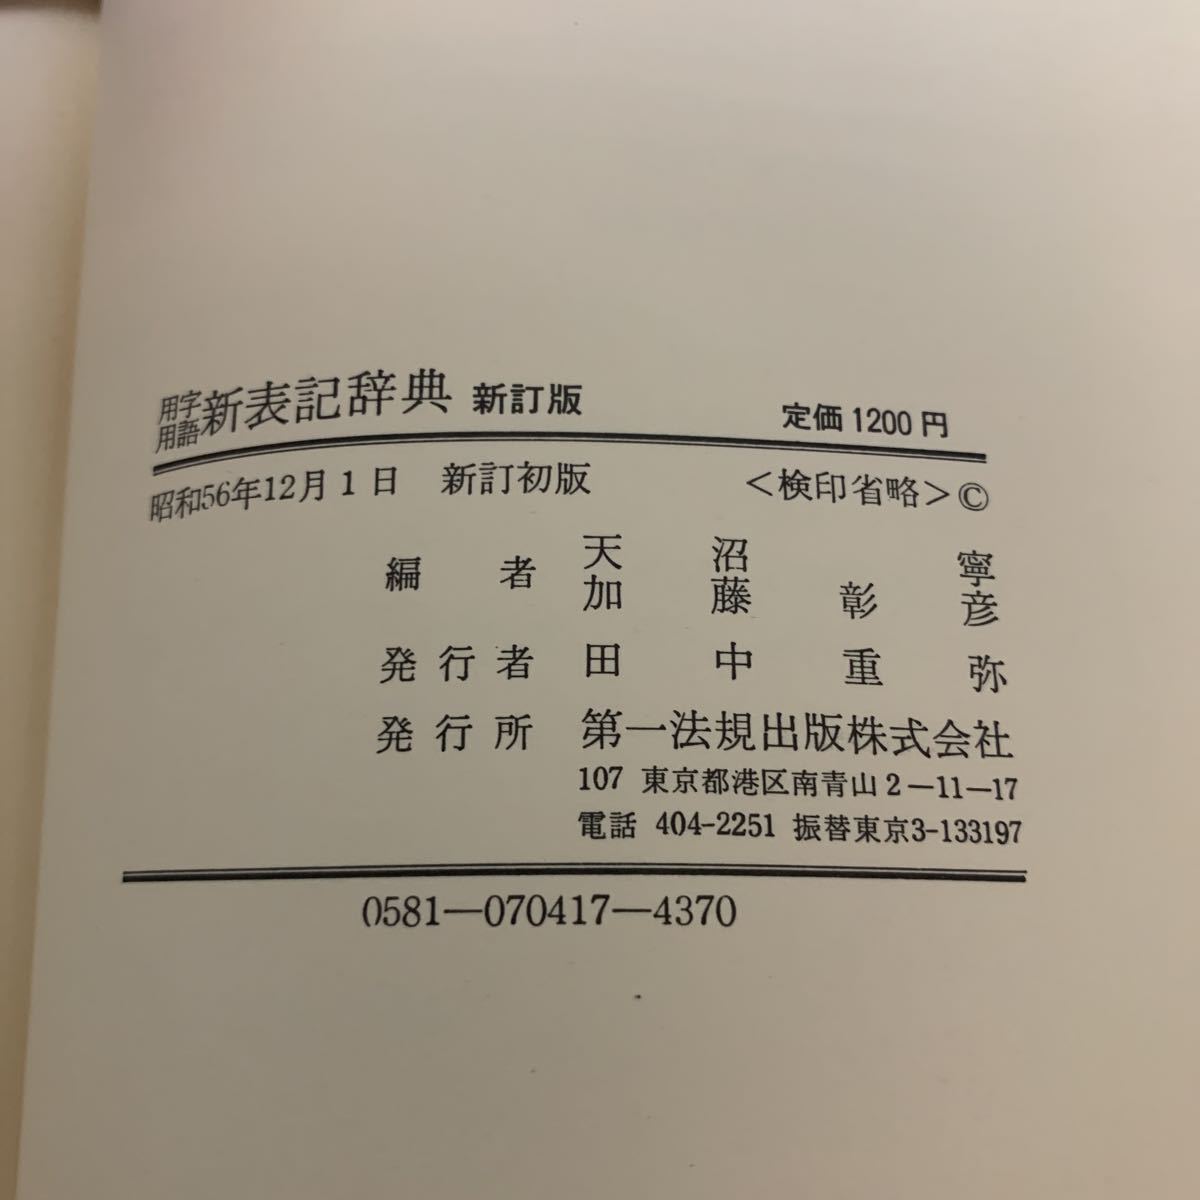 用字用語新表記辞典 新訂版 定価1200円
昭和56年12月1日 新訂初版 <検印省略>©
編者 天沼寧
加藤彰彦
発行者 田中重弥
発行所 第一法規出版株式会社
107 東京都港区南青山2—11—17
電話 404-2251 振替東京3-133197
0581—070417—4370